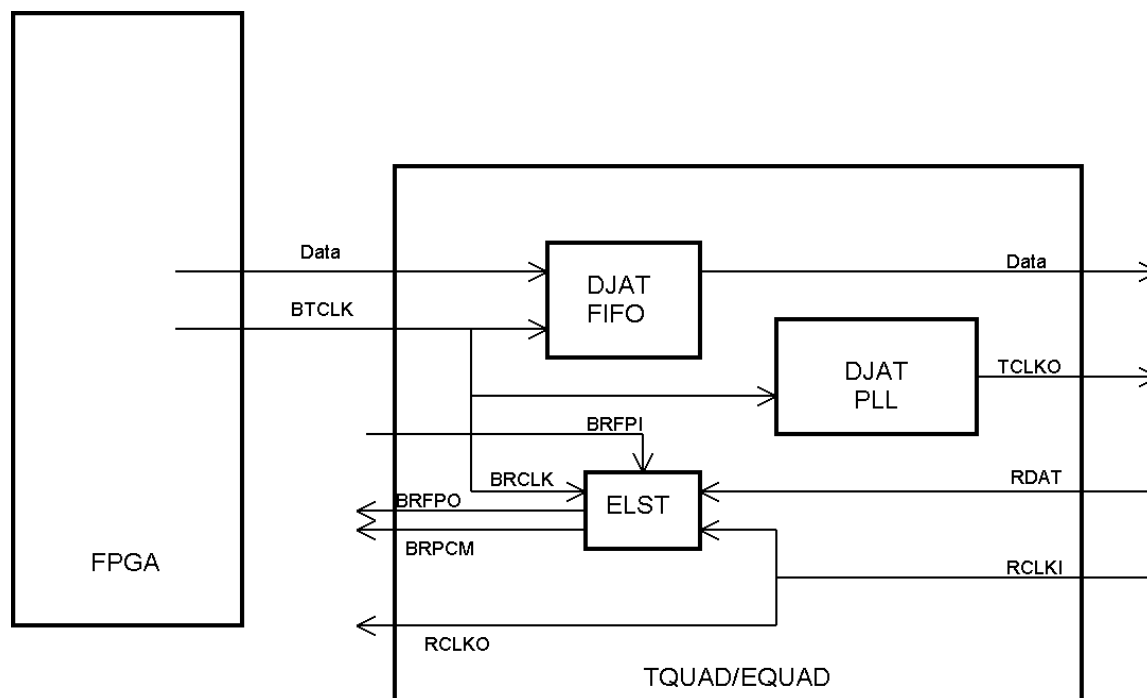 Data
Data
DJAT
FIFO
BTCLK
TCLKO
DJAT
PLL
BRFPI
BRCLK
RDAT
BRFPO
ELST
BRPCM
FPGA
RCLKI
RCLKO
TQUAD/EQUAD